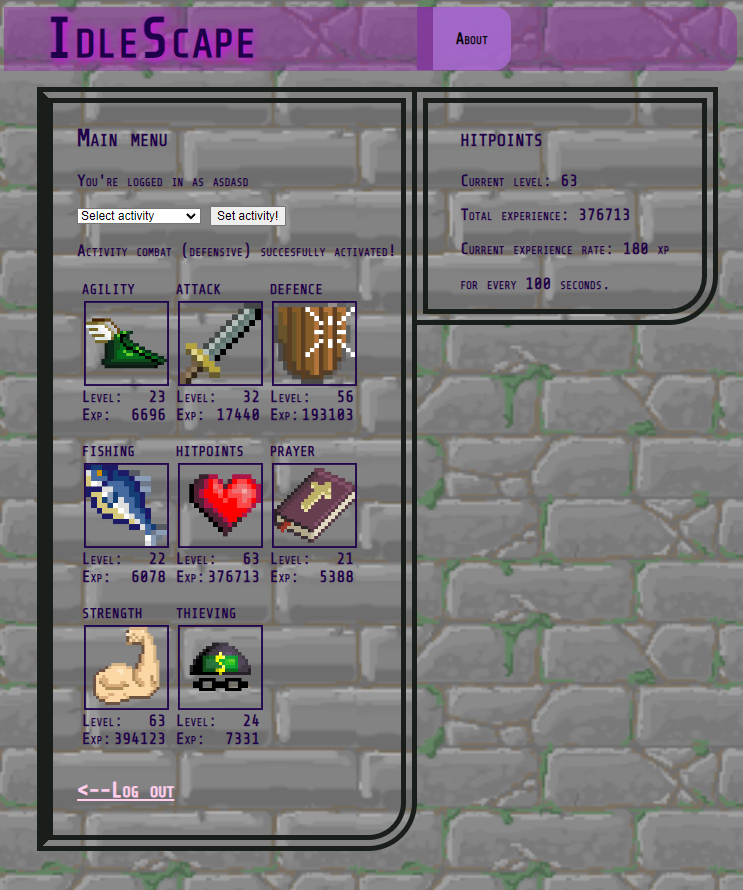 IdleScape
About
Main menu
You're logged in as asdasd
Select activity
Set activity!
Activity combat (defensive) succesfully activated!
AGILITY ATTACK DEFENCE
Level: 23 Level: 32 Level: 56
Exp: 6696 Exp: 17440 Exp: 193103
FISHING HITPOINTS PRAYER
Level: 22 Level: 63 Level: 21
Exp: 6078 Exp: 376713 Exp: 5388
STRENGTH THIEVING
$
Level: 63 Level: 24
Exp: 394123 Exp: 7331
<--Log out
HITPOINTS
Current level: 63
Total experience: 376713
Current experience rate: 180 xp
for every 100 seconds.